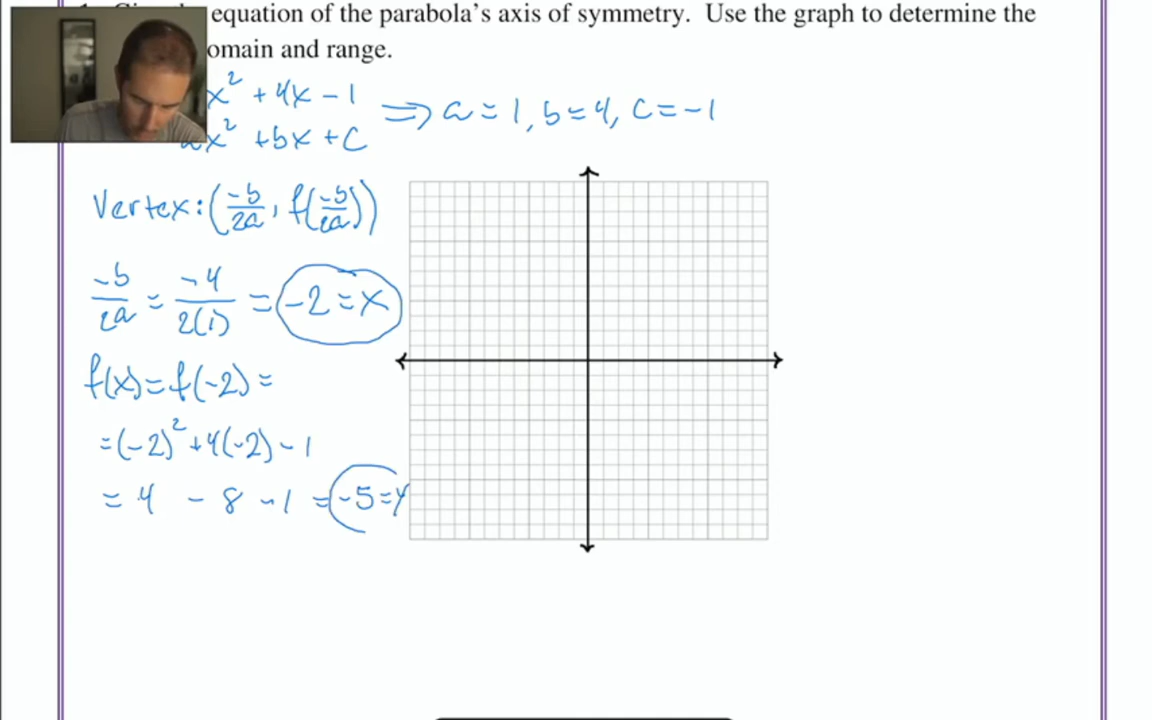 equation of the parabola's axis of symmetry. Use the graph to determine the
omain and range.
x² + 4x - 1 ⟹ a = 1, b = 4, c = -1
ax² + bx + c
Vertex: (-b/2a, f(-b/2a))
-b/2a = -4/2(1) = -2 = x
f(x) = f(-2) =
= (-2)² + 4(-2) - 1
= 4 - 8 - 1 = -5 = y